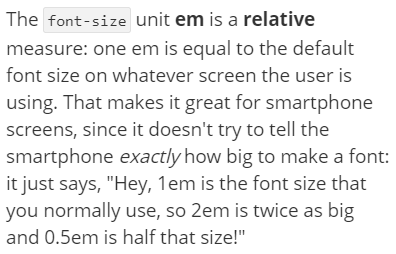 The font-size unit em is a relative
measure: one em is equal to the default
font size on whatever screen the user is
using. That makes it great for smartphone
screens, since it doesn't try to tell the
smartphone exactly how big to make a font:
it just says, "Hey, 1em is the font size that
you normally use, so 2em is twice as big
and 0.5em is half that size!"